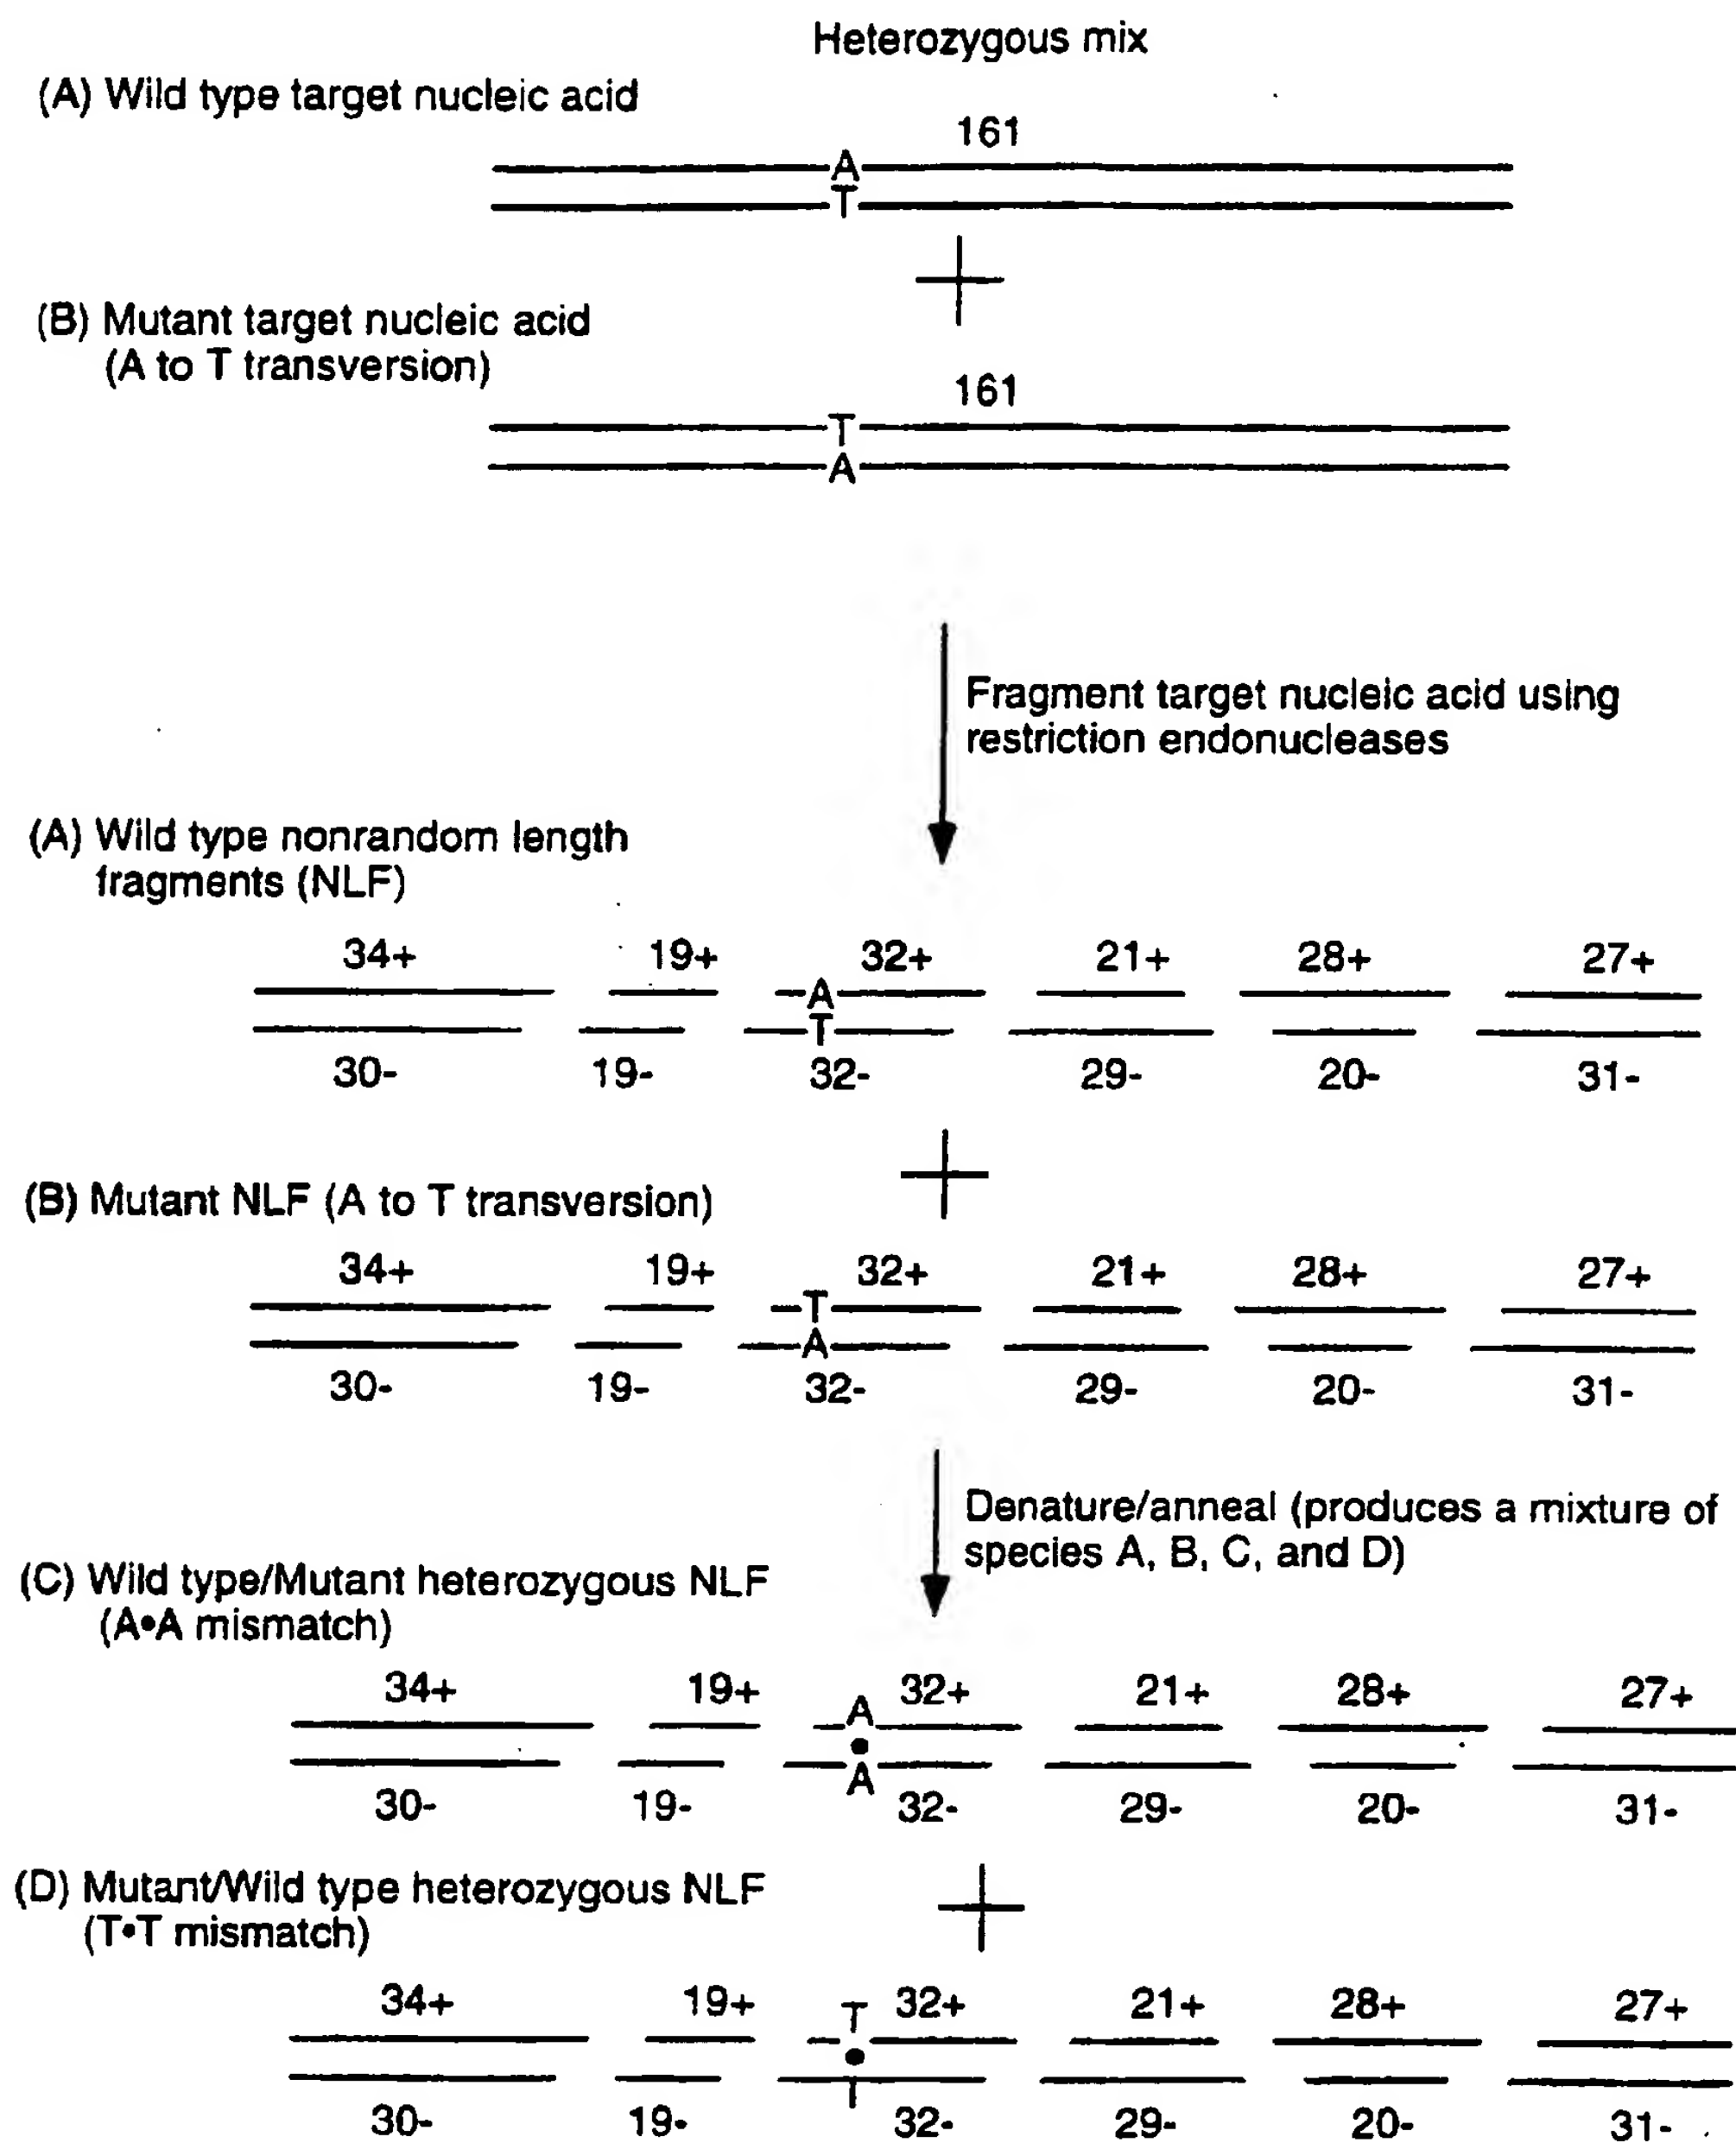 Heterozygous mix
(A) Wild type target nucleic acid
161
A
T
(B) Mutant target nucleic acid
(A to T transversion)
161
T
A
Fragment target nucleic acid using
restriction endonucleases
(A) Wild type nonrandom length
fragments (NLF)
34+ 19+ 32+ 21+ 28+ 27+
A
T
30- 19- 32- 29- 20- 31-
(B) Mutant NLF (A to T transversion)
34+ 19+ 32+ 21+ 28+ 27+
T
A
30- 19- 32- 29- 20- 31-
Denature/anneal (produces a mixture of
species A, B, C, and D)
(C) Wild type/Mutant heterozygous NLF
(A•A mismatch)
34+ 19+ 32+ 21+ 28+ 27+
A
•
A
30- 19- 32- 29- 20- 31-
(D) Mutant/Wild type heterozygous NLF
(T•T mismatch)
34+ 19+ 32+ 21+ 28+ 27+
T
•
T
30- 19- 32- 29- 20- 31-